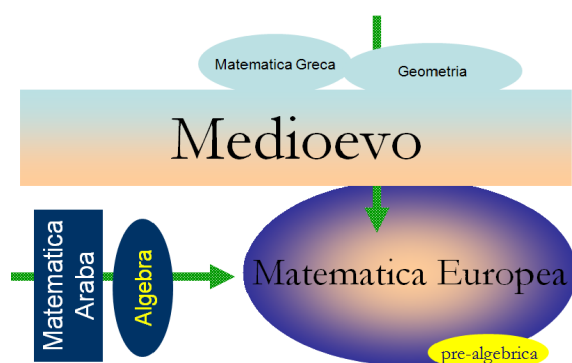 Matematica Greca
Geometria
Medioevo
Matematica
Araba
Algebra
Matematica Europea
pre-algebrica